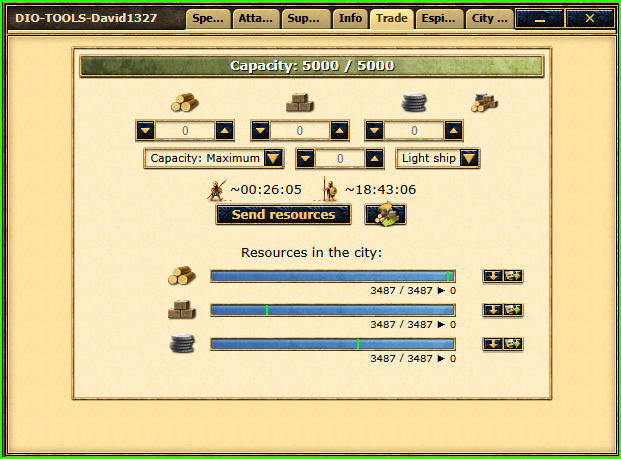 DIO-TOOLS-David1327 Spe... Atta... Sup... Info Trade Espi... City ...
Capacity: 5000 / 5000
0 0 0
Capacity: Maximum 0 Light ship
~00:26:05 ~18:43:06
Send resources
Resources in the city:
3487 / 3487 ► 0
3487 / 3487 ► 0
3487 / 3487 ► 0